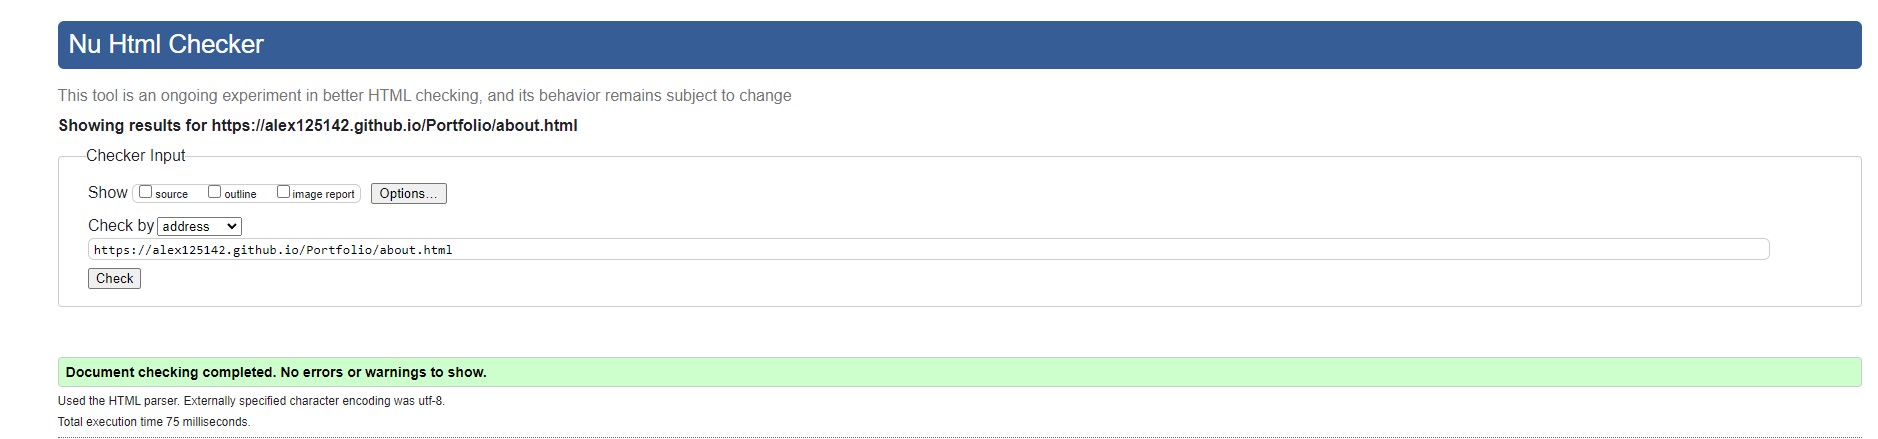 Nu Html Checker
This tool is an ongoing experiment in better HTML checking, and its behavior remains subject to change
Showing results for https://alex125142.github.io/Portfolio/about.html
Checker Input
Show source outline image report Options...
Check by address
https://alex125142.github.io/Portfolio/about.html
Check
Document checking completed. No errors or warnings to show.
Used the HTML parser. Externally specified character encoding was utf-8.
Total execution time 75 milliseconds.